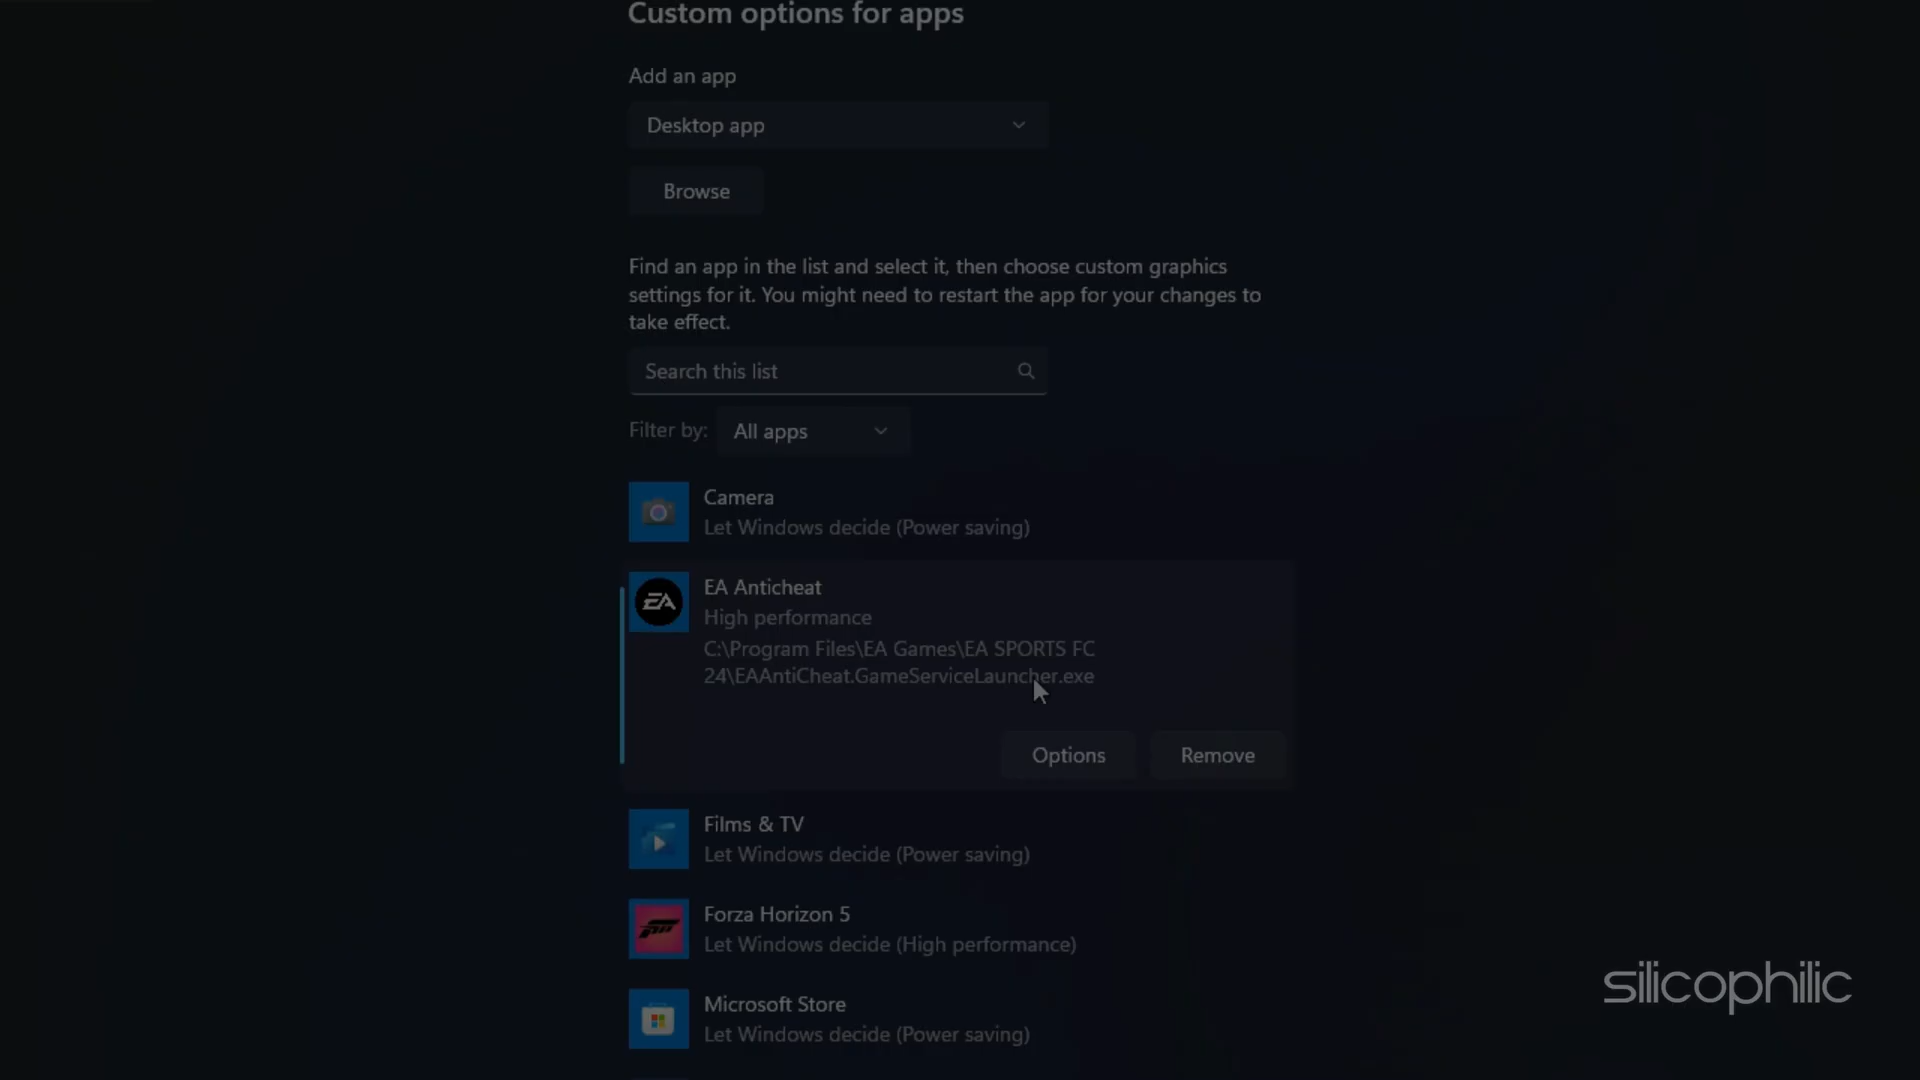 Custom options for apps
Add an app
Desktop app
Browse
Find an app in the list and select it, then choose custom graphics
settings for it. You might need to restart the app for your changes to
take effect.
Search this list
Filter by: All apps
Camera
Let Windows decide (Power saving)
EA
EA Anticheat
High performance
C:\Program Files\EA Games\EA SPORTS FC
24\EAAntiCheat.GameServiceLauncher.exe
Options Remove
Films & TV
Let Windows decide (Power saving)
Forza Horizon 5
Let Windows decide (High performance)
Microsoft Store
Let Windows decide (Power saving)
silicophilic